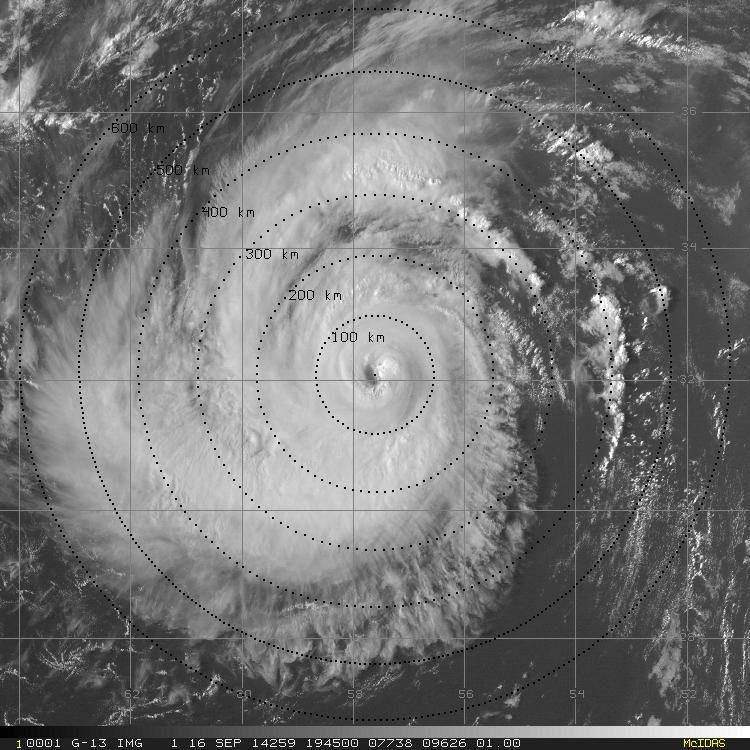 36
600 km
500 km
400 km
34
300 km
200 km
100 km
32
28
62 60 58 56 54 52
1 0001 G-13 IMG 1 16 SEP 14259 194500 07738 09626 01.00 McIDAS